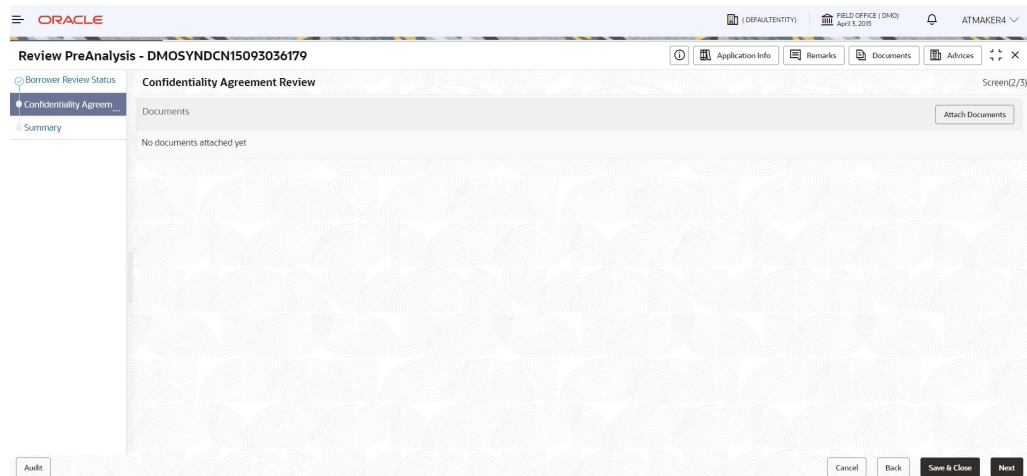 ORACLE
( DEFAULTENTITY)
FIELD OFFICE ( DMO)
April 3, 2015
ATMAKER4
Review PreAnalysis - DMOSYNDCN15093036179
Application Info
Remarks
Documents
Advices
Borrower Review Status
Confidentiality Agreem...
Summary
Confidentiality Agreement Review
Screen(2/3)
Documents
Attach Documents
No documents attached yet
Audit
Cancel
Back
Save & Close
Next